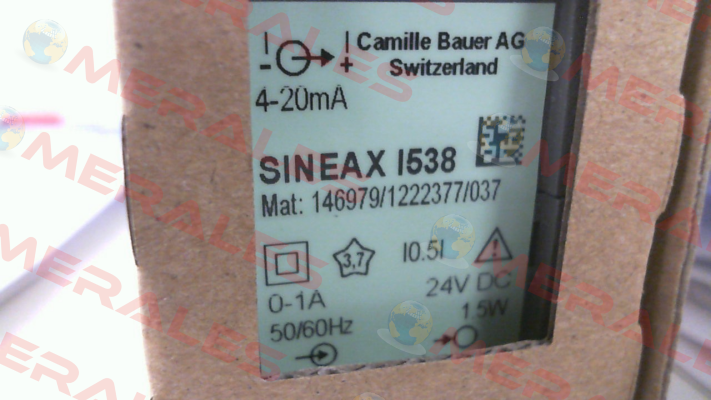 Camille Bauer AG
Switzerland
- +
4-20mA
SINEAX I538
Mat: 146979/1222377/037
3,7 I0.5I
0-1A 24V DC
50/60Hz 1.5W
MERALES